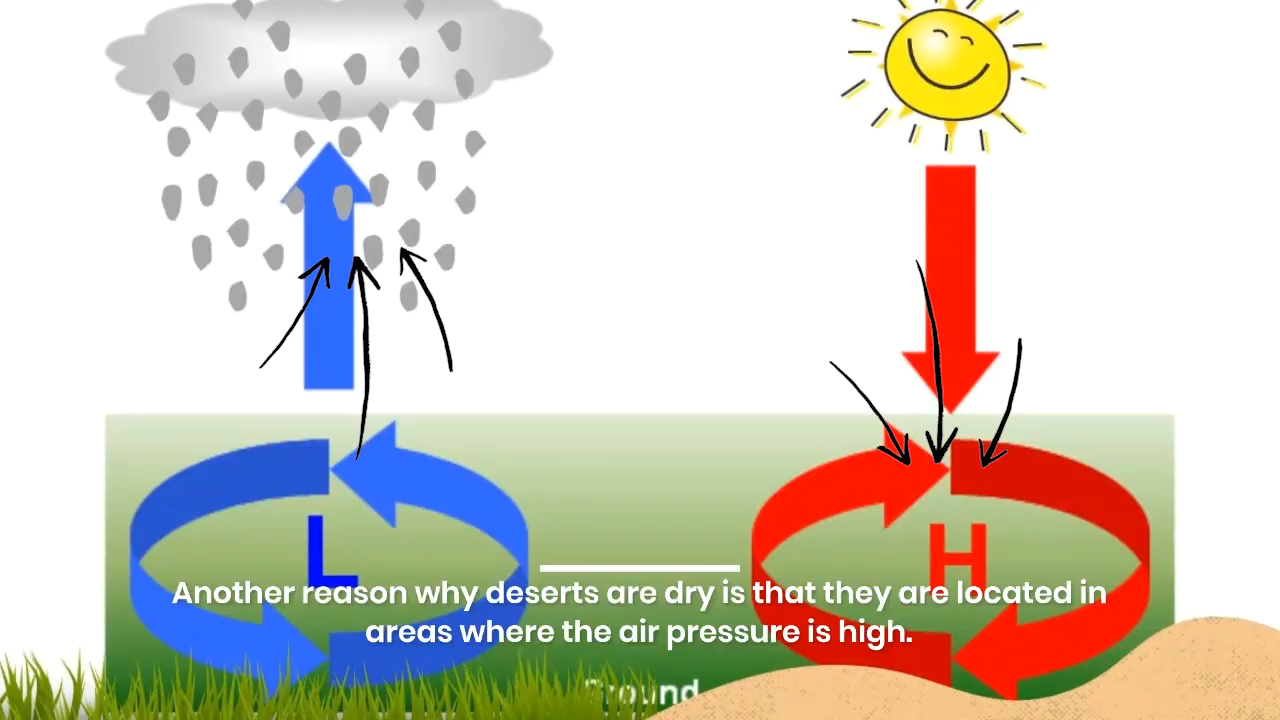 L
H
Another reason why deserts are dry is that they are located in
areas where the air pressure is high.
Ground